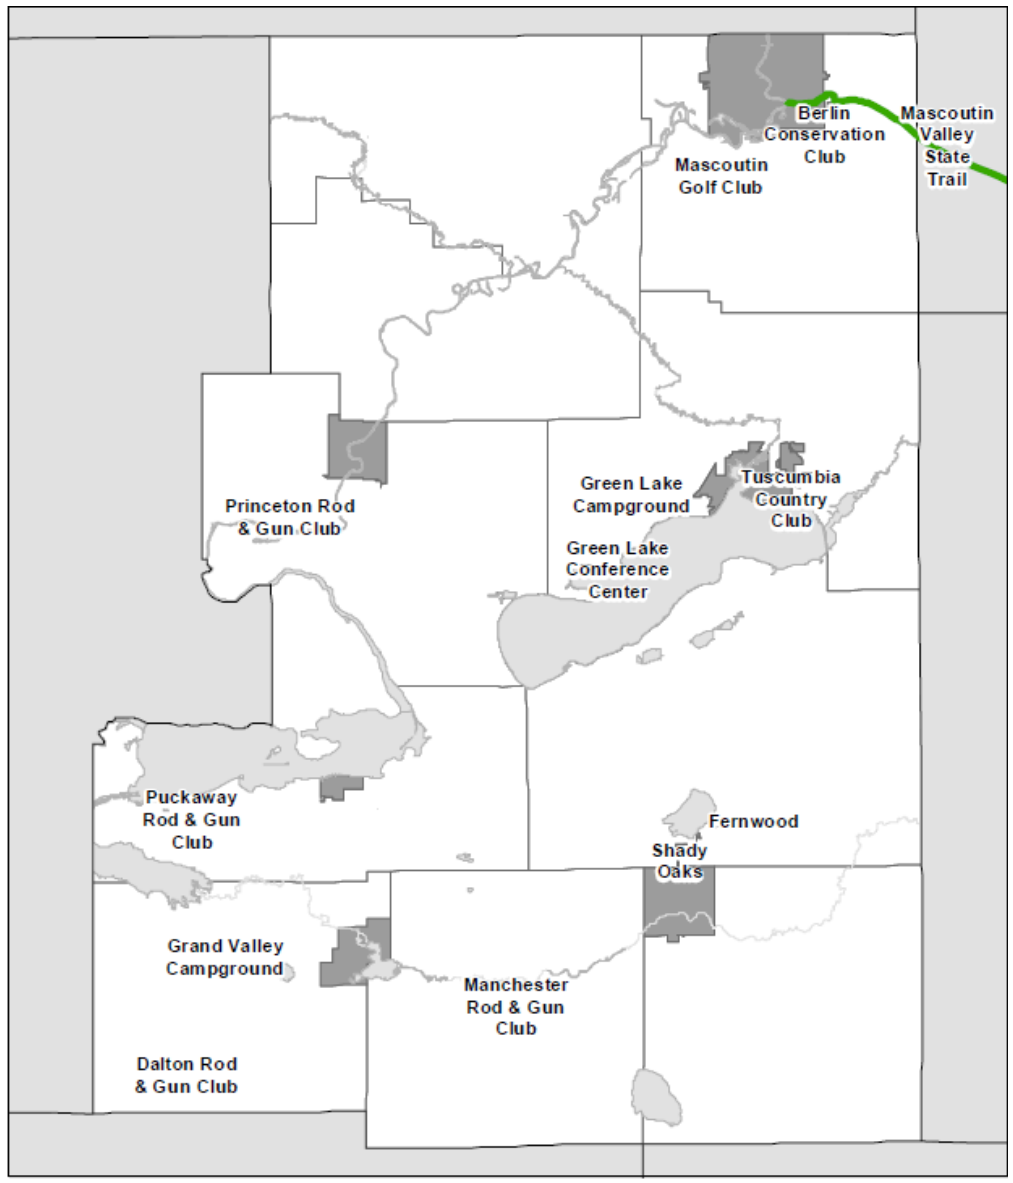 Berlin
Conservation
Club
Mascoutin
Valley
State
Trail
Mascoutin
Golf Club
Green Lake
Campground
Tuscumbia
Country
Club
Princeton Rod
& Gun Club
Green Lake
Conference
Center
Puckaway
Rod & Gun
Club
Fernwood
Shady
Oaks
Grand Valley
Campground
Manchester
Rod & Gun
Club
Dalton Rod
& Gun Club